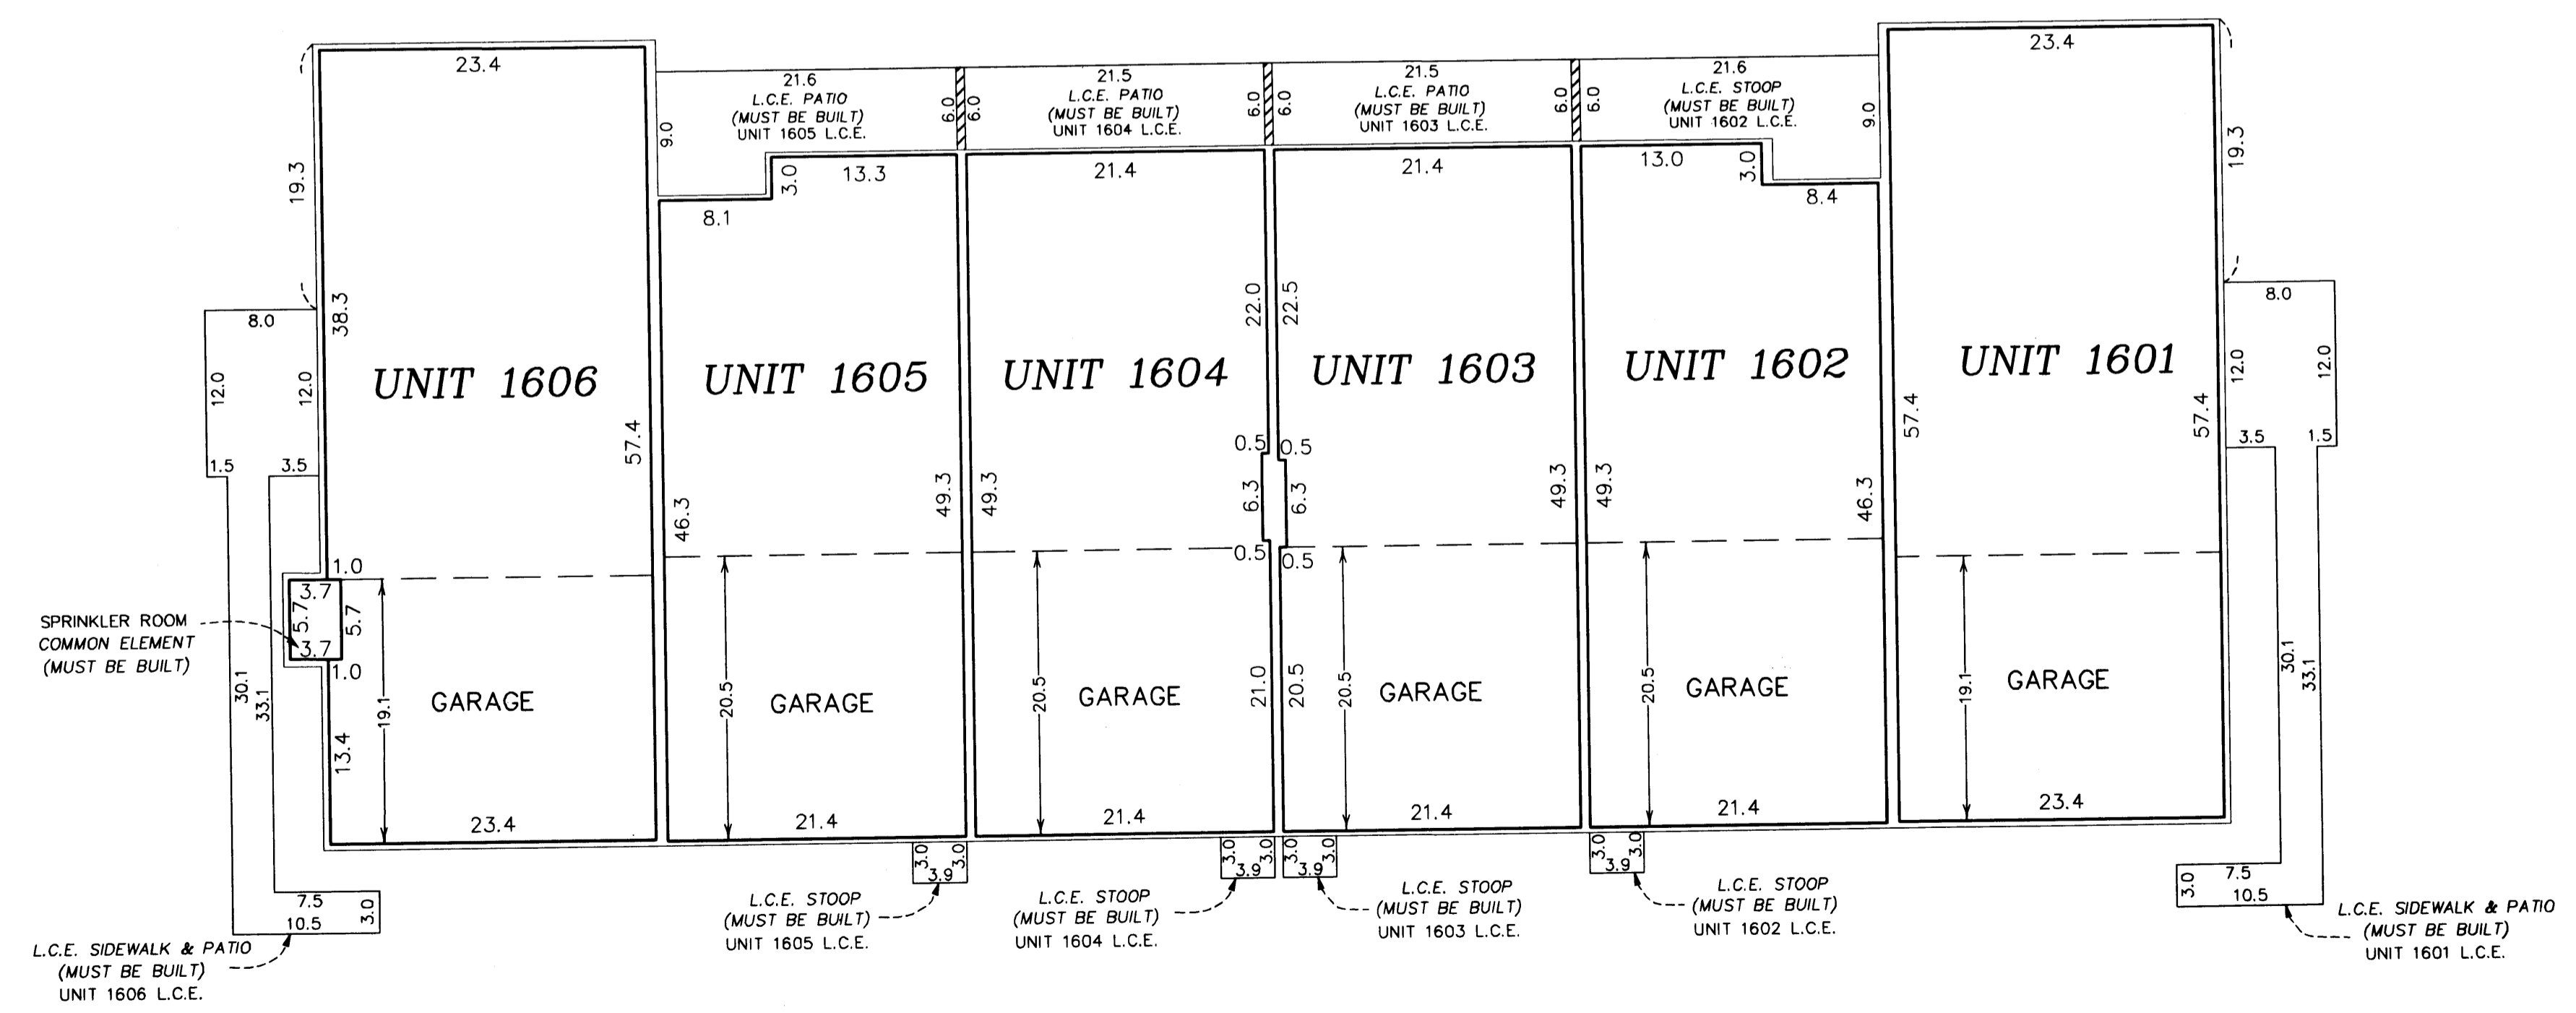 23.4
23.4
21.6
L.C.E. PATIO
(MUST BE BUILT)
UNIT 1605 L.C.E.
9.0
6.0
6.0
21.5
L.C.E. PATIO
(MUST BE BUILT)
UNIT 1604 L.C.E.
6.0
6.0
21.5
L.C.E. PATIO
(MUST BE BUILT)
UNIT 1603 L.C.E.
6.0
6.0
21.6
L.C.E. STOOP
(MUST BE BUILT)
UNIT 1602 L.C.E.
9.0
19.3
19.3
3.0
13.3
8.1
21.4
21.4
13.0
3.0
8.4
38.3
22.0
22.5
8.0
12.0
12.0
1.5
3.5
8.0
12.0
12.0
3.5
1.5
UNIT 1606
UNIT 1605
UNIT 1604
UNIT 1603
UNIT 1602
UNIT 1601
57.4
46.3
49.3
49.3
0.5
0.5
6.3
6.3
0.5
0.5
49.3
49.3
46.3
57.4
57.4
1.0
3.7
5.7
5.7
3.7
1.0
SPRINKLER ROOM
COMMON ELEMENT
(MUST BE BUILT)
30.1
33.1
13.4
19.1
GARAGE
20.5
GARAGE
20.5
GARAGE
21.0
20.5
20.5
GARAGE
20.5
GARAGE
19.1
GARAGE
30.1
33.1
23.4
21.4
21.4
21.4
21.4
23.4
7.5
10.5
3.0
3.0
3.0
3.9
3.0
3.0
3.9
3.0
3.0
3.9
3.0
3.0
3.9
3.0
7.5
10.5
L.C.E. SIDEWALK & PATIO
(MUST BE BUILT)
UNIT 1606 L.C.E.
L.C.E. STOOP
(MUST BE BUILT)
UNIT 1605 L.C.E.
L.C.E. STOOP
(MUST BE BUILT)
UNIT 1604 L.C.E.
L.C.E. STOOP
(MUST BE BUILT)
UNIT 1603 L.C.E.
L.C.E. STOOP
(MUST BE BUILT)
UNIT 1602 L.C.E.
L.C.E. SIDEWALK & PATIO
(MUST BE BUILT)
UNIT 1601 L.C.E.